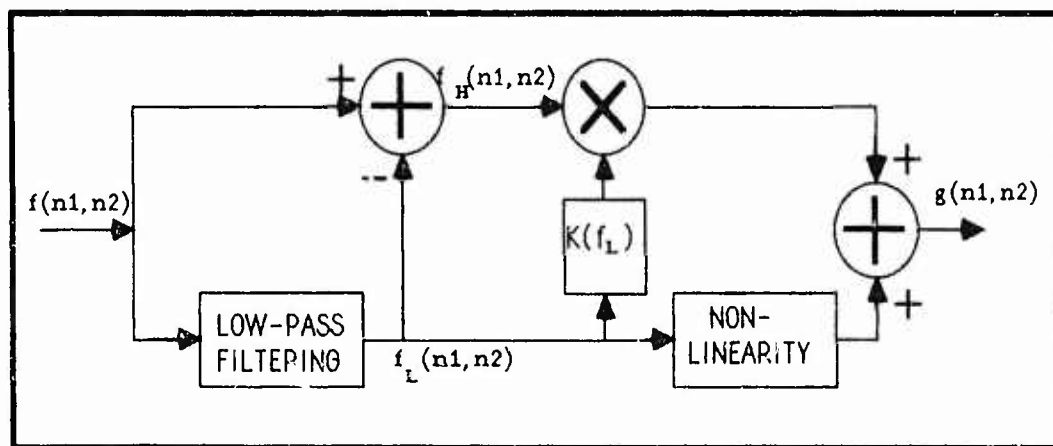 +
f_H(n1,n2)
--
f(n1,n2)
K(f_L)
+
g(n1,n2)
+
LOW-PASS
FILTERING
f_L(n1,n2)
NON-
LINEARITY